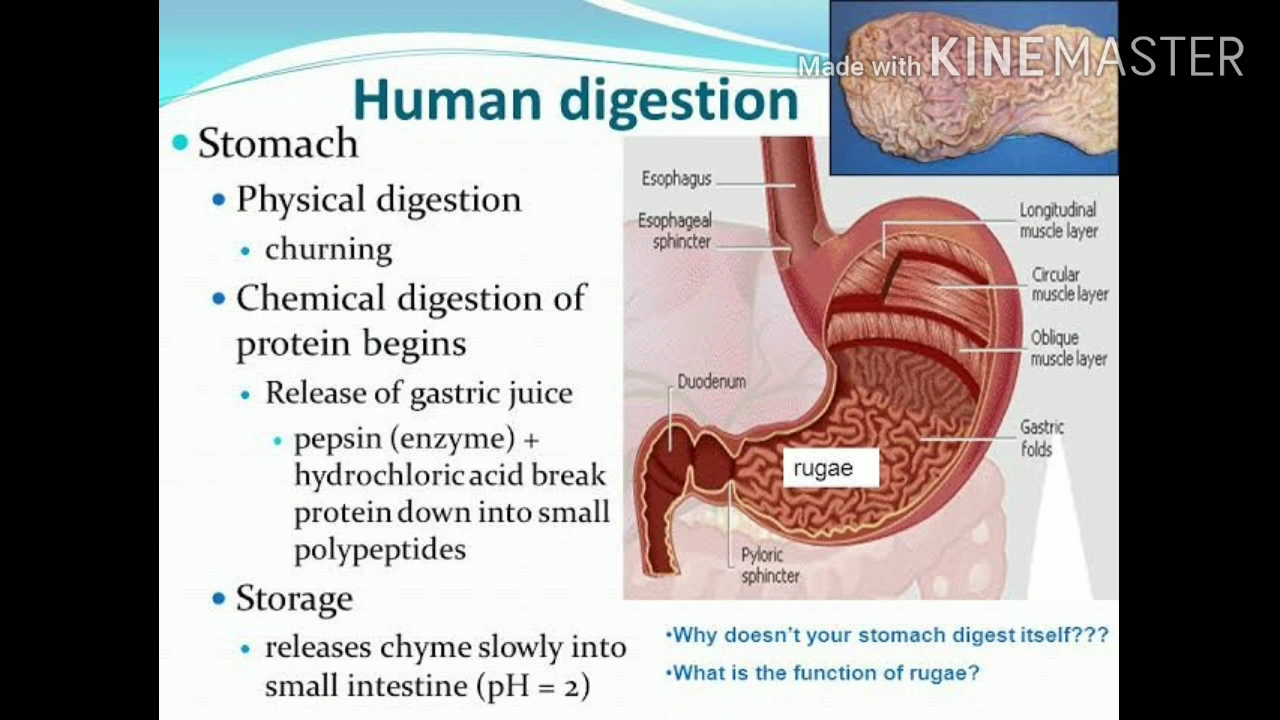 Made with KINEMASTER
Human digestion
• Stomach
• Physical digestion
• churning
• Chemical digestion of
protein begins
• Release of gastric juice
• pepsin (enzyme) +
hydrochloric acid break
protein down into small
polypeptides
• Storage
• releases chyme slowly into
small intestine (pH = 2)
Esophagus
Esophageal
sphincter
Longitudinal
muscle layer
Circular
muscle layer
Oblique
muscle layer
Duodenum
Gastric
folds
rugae
Pyloric
sphincter
•Why doesn't your stomach digest itself???
•What is the function of rugae?